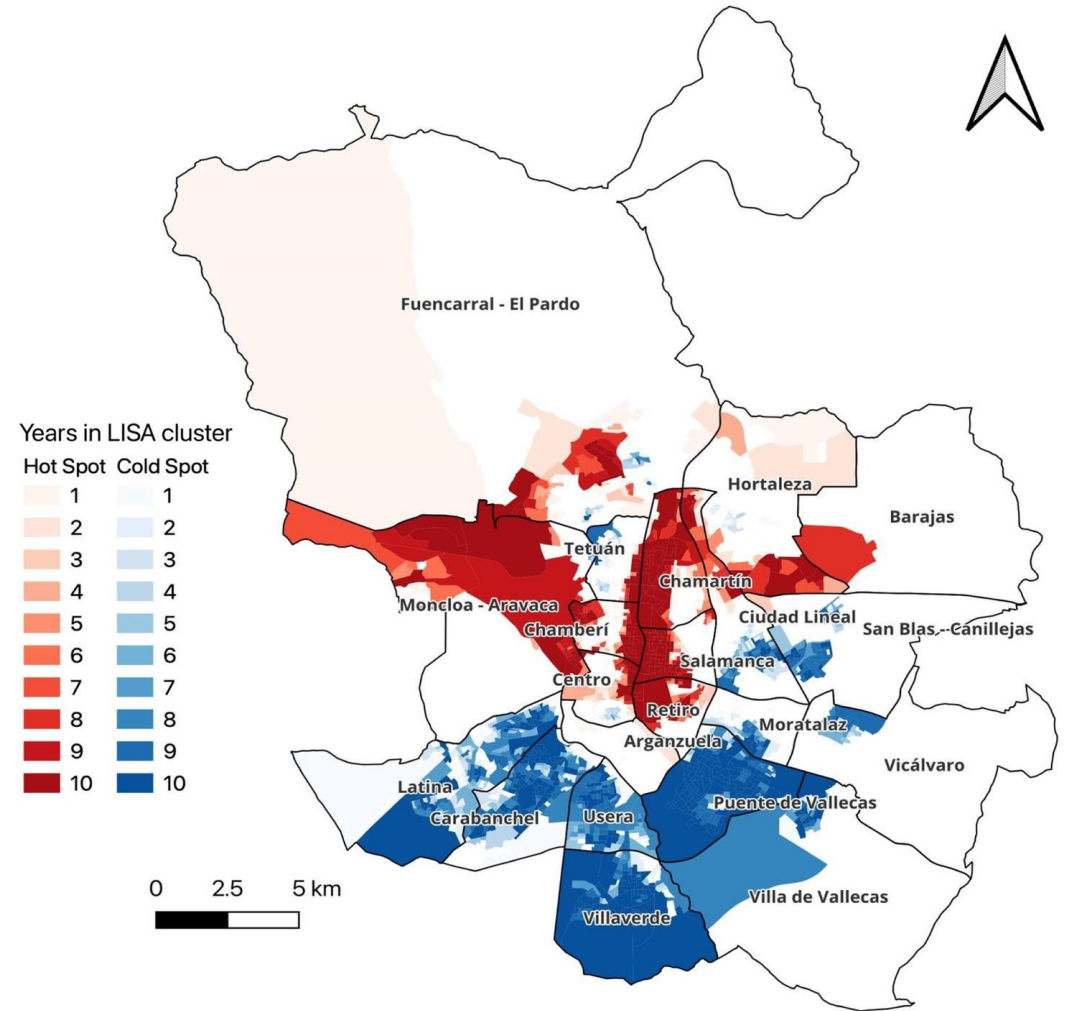 Fuencarral - El Pardo
Years in LISA cluster
Hot Spot Cold Spot
1 1
2 2
3 3
4 4
5 5
6 6
7 7
8 8
9 9
10 10
Hortaleza
Barajas
Tetuán
Chamartín
Moncloa - Aravaca
Ciudad Lineal
Chamberí
San Blas - Canillejas
Salamanca
Centro
Retiro
Moratalaz
Arganzuela
Vicálvaro
Latina
Puente de Vallecas
Carabanchel
Usera
0 2.5 5 km
Villa de Vallecas
Villaverde